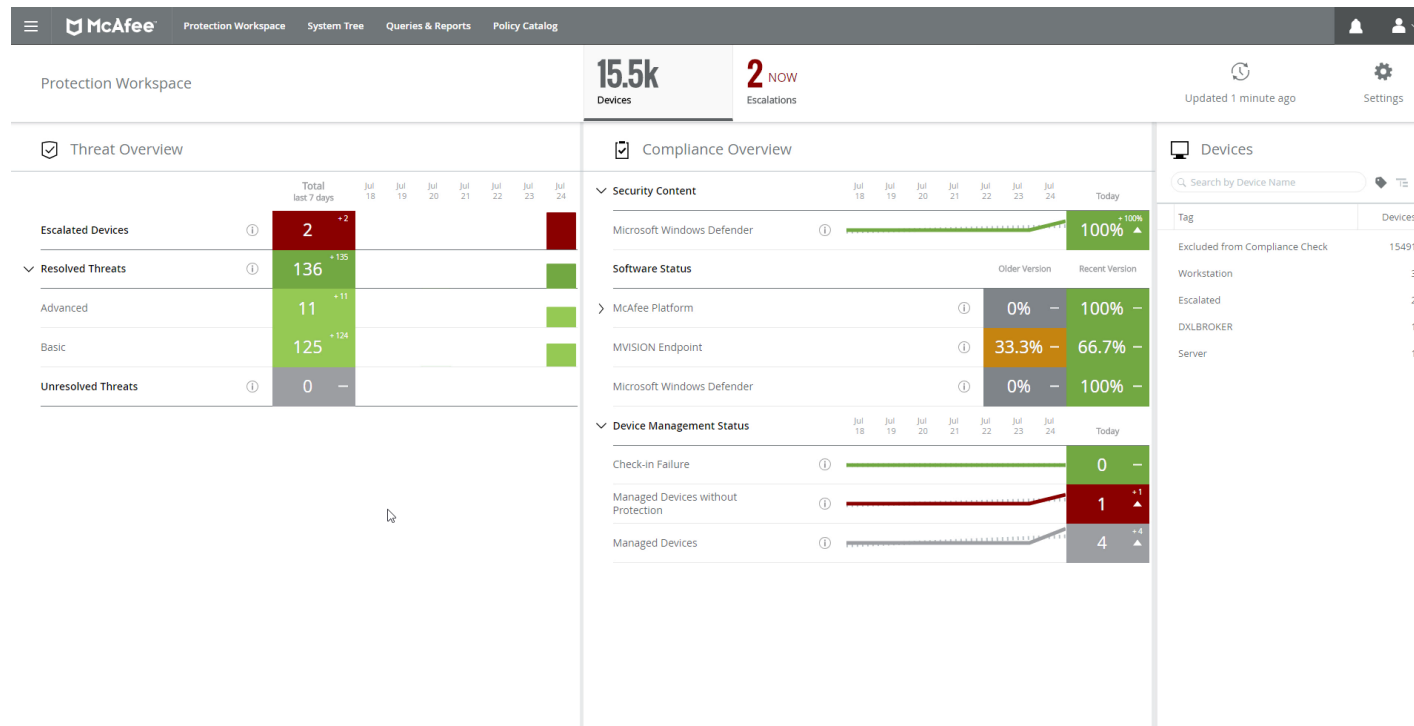 McAfee
Protection Workspace System Tree Queries & Reports Policy Catalog
Protection Workspace
15.5k
Devices
2 NOW
Escalations
Updated 1 minute ago
Settings
Threat Overview
Total
last 7 days
Jul 18 Jul 19 Jul 20 Jul 21 Jul 22 Jul 23 Jul 24
Escalated Devices 2 +2
Resolved Threats 136 +135
Advanced 11 +11
Basic 125 +124
Unresolved Threats 0 –
Compliance Overview
Security Content Jul 18 Jul 19 Jul 20 Jul 21 Jul 22 Jul 23 Jul 24 Today
Microsoft Windows Defender 100% +100%
Software Status Older Version Recent Version
McAfee Platform 0% – 100% –
MVISION Endpoint 33.3% – 66.7% –
Microsoft Windows Defender 0% – 100% –
Device Management Status Jul 18 Jul 19 Jul 20 Jul 21 Jul 22 Jul 23 Jul 24 Today
Check-in Failure 0 –
Managed Devices without
Protection 1 +1
Managed Devices 4 +4
Devices
Search by Device Name
Tag Devices
Excluded from Compliance Check 15491
Workstation 3
Escalated 2
DXLBROKER 1
Server 1